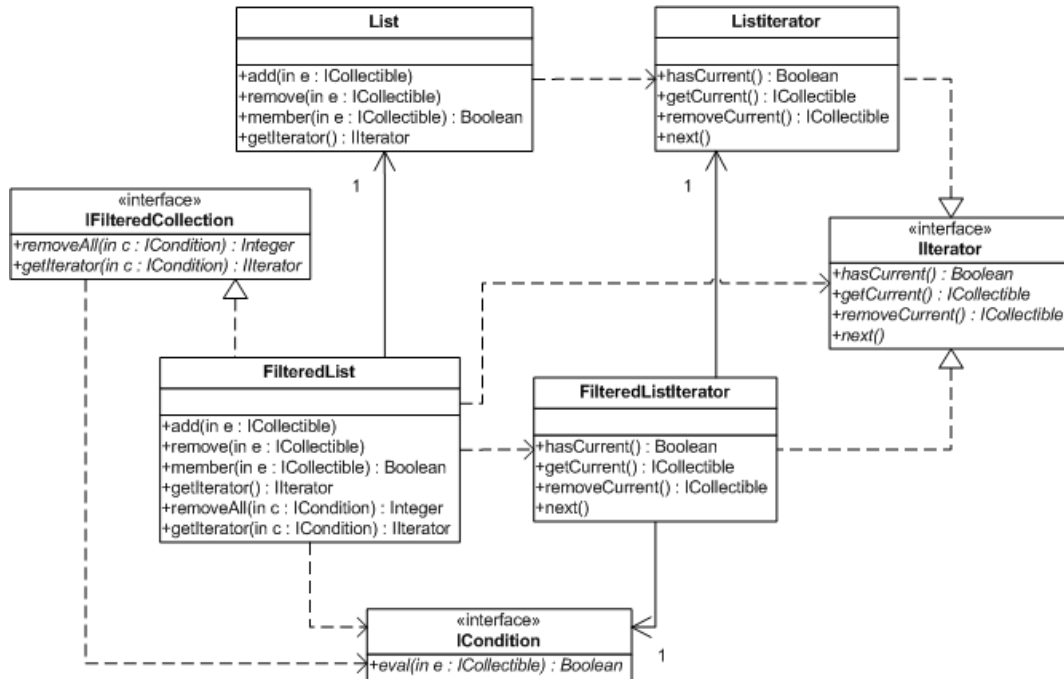 List
+add(in e : ICollectible)
+remove(in e : ICollectible)
+member(in e : ICollectible) : Boolean
+getIterator() : IIterator
ListIterator
+hasCurrent() : Boolean
+getCurrent() : ICollectible
+removeCurrent() : ICollectible
+next()
1
1
«interface»
IFilteredCollection
+removeAll(in c : ICondition) : Integer
+getIterator(in c : ICondition) : IIterator
«interface»
IIterator
+hasCurrent() : Boolean
+getCurrent() : ICollectible
+removeCurrent() : ICollectible
+next()
FilteredList
+add(in e : ICollectible)
+remove(in e : ICollectible)
+member(in e : ICollectible) : Boolean
+getIterator() : IIterator
+removeAll(in c : ICondition) : Integer
+getIterator(in c : ICondition) : IIterator
FilteredListIterator
+hasCurrent() : Boolean
+getCurrent() : ICollectible
+removeCurrent() : ICollectible
+next()
«interface»
ICondition
+eval(in e : ICollectible) : Boolean
1